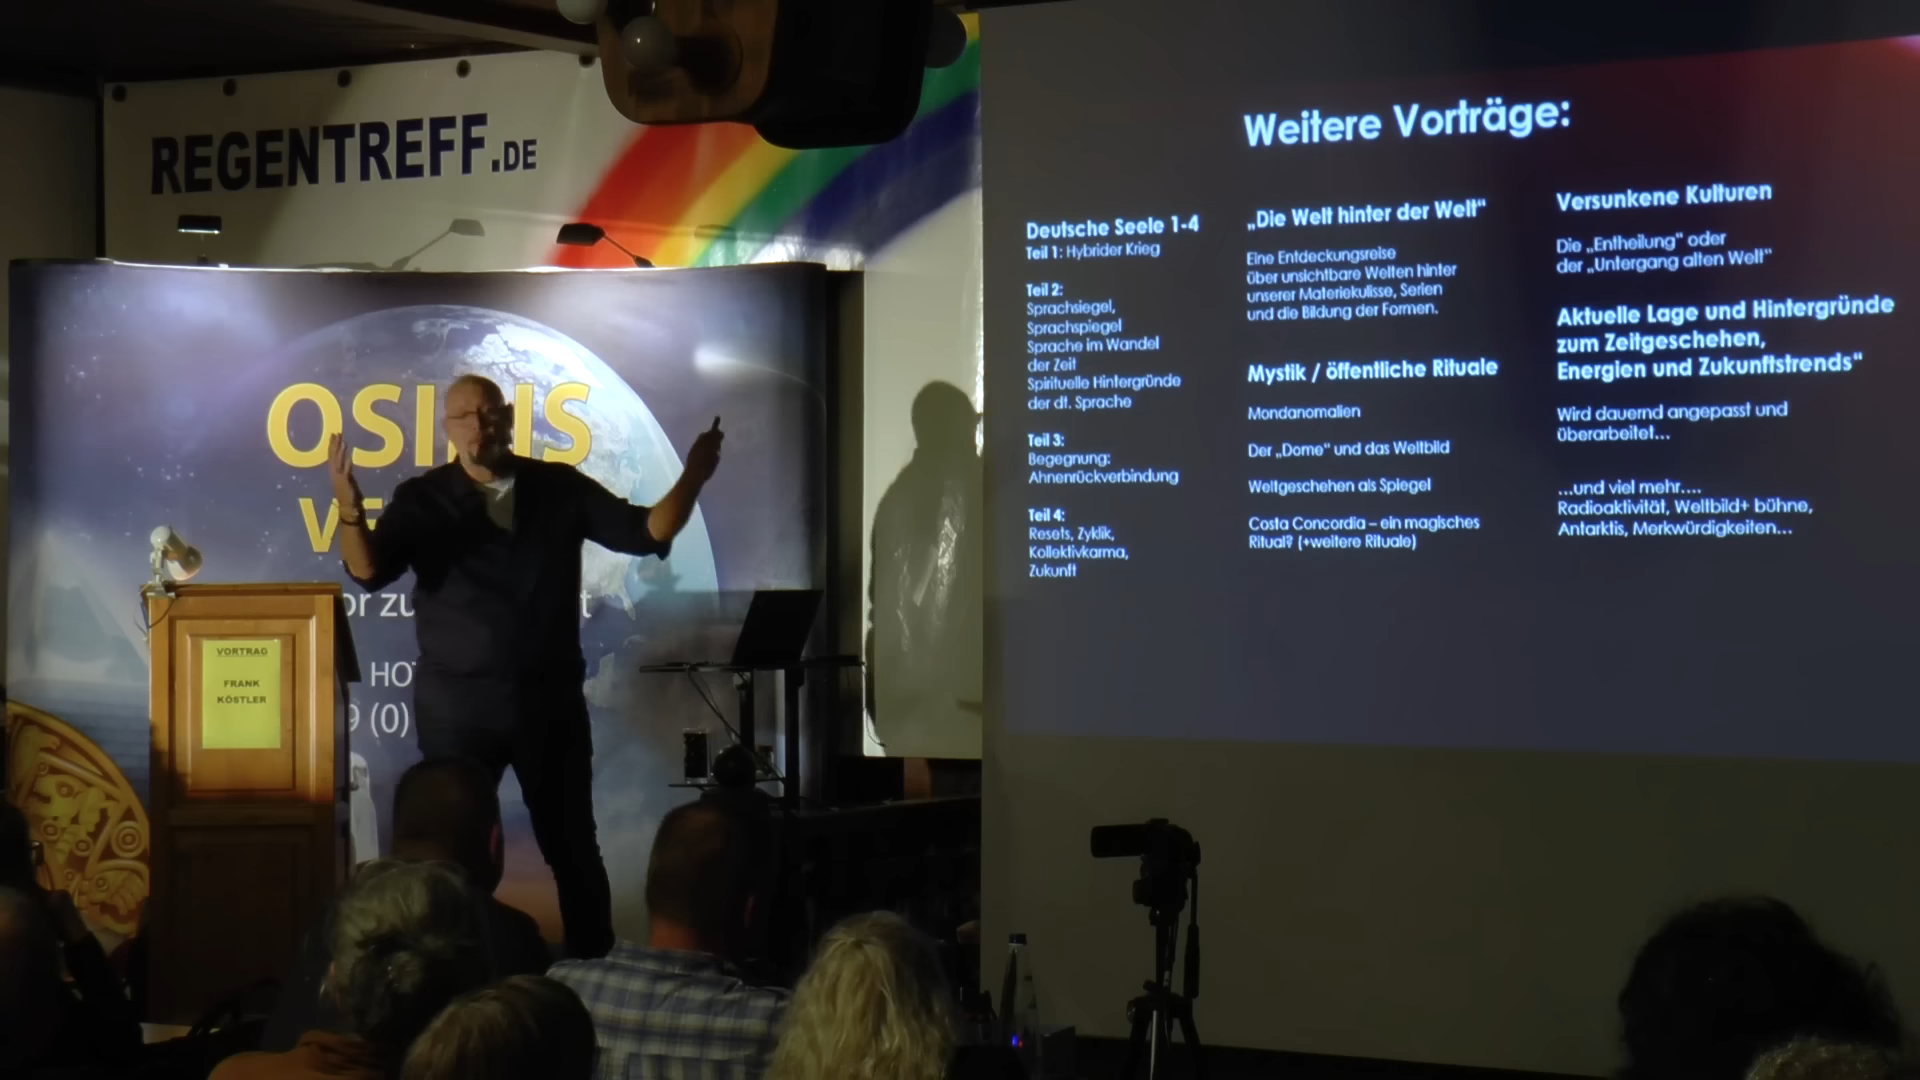 REGENTREFF.DE
OSIRIS
HOT
9 (0)
VORTRAG
FRANK
KÖSTLER
Weitere Vorträge:
Deutsche Seele 1-4
Teil 1: Hybrider Krieg
Teil 2:
Sprachsiegel,
Sprachspiegel
Sprache im Wandel
der Zeit
Spirituelle Hintergründe
der dt. Sprache
Teil 3:
Begegnung:
Ahnenrückverbindung
Teil 4:
Resets, Zyklik,
Kollektivkarma,
Zukunft
„Die Welt hinter der Welt“
Eine Entdeckungsreise
über unsichtbare Welten hinter
unserer Materiekulisse, Serien
und die Bildung der Formen.
Mystik / öffentliche Rituale
Mondanomalien
Der „Dome“ und das Weltbild
Weltgeschehen als Spiegel
Costa Concordia – ein magisches
Ritual? (+weitere Rituale)
Versunkene Kulturen
Die „Entheilung“ oder
der „Untergang alten Welt“
Aktuelle Lage und Hintergründe
zum Zeitgeschehen,
Energien und Zukunftstrends“
Wird dauernd angepasst und
überarbeitet...
...und viel mehr....
Radioaktivität, Weltbild+ bühne,
Antarktis, Merkwürdigkeiten...